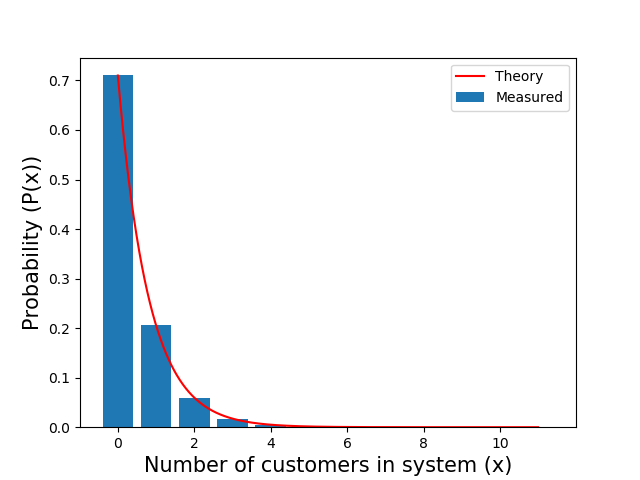 Theory
Measured
Probability (P(x))
0.7
0.6
0.5
0.4
0.3
0.2
0.1
0.0
0 2 4 6 8 10
Number of customers in system (x)